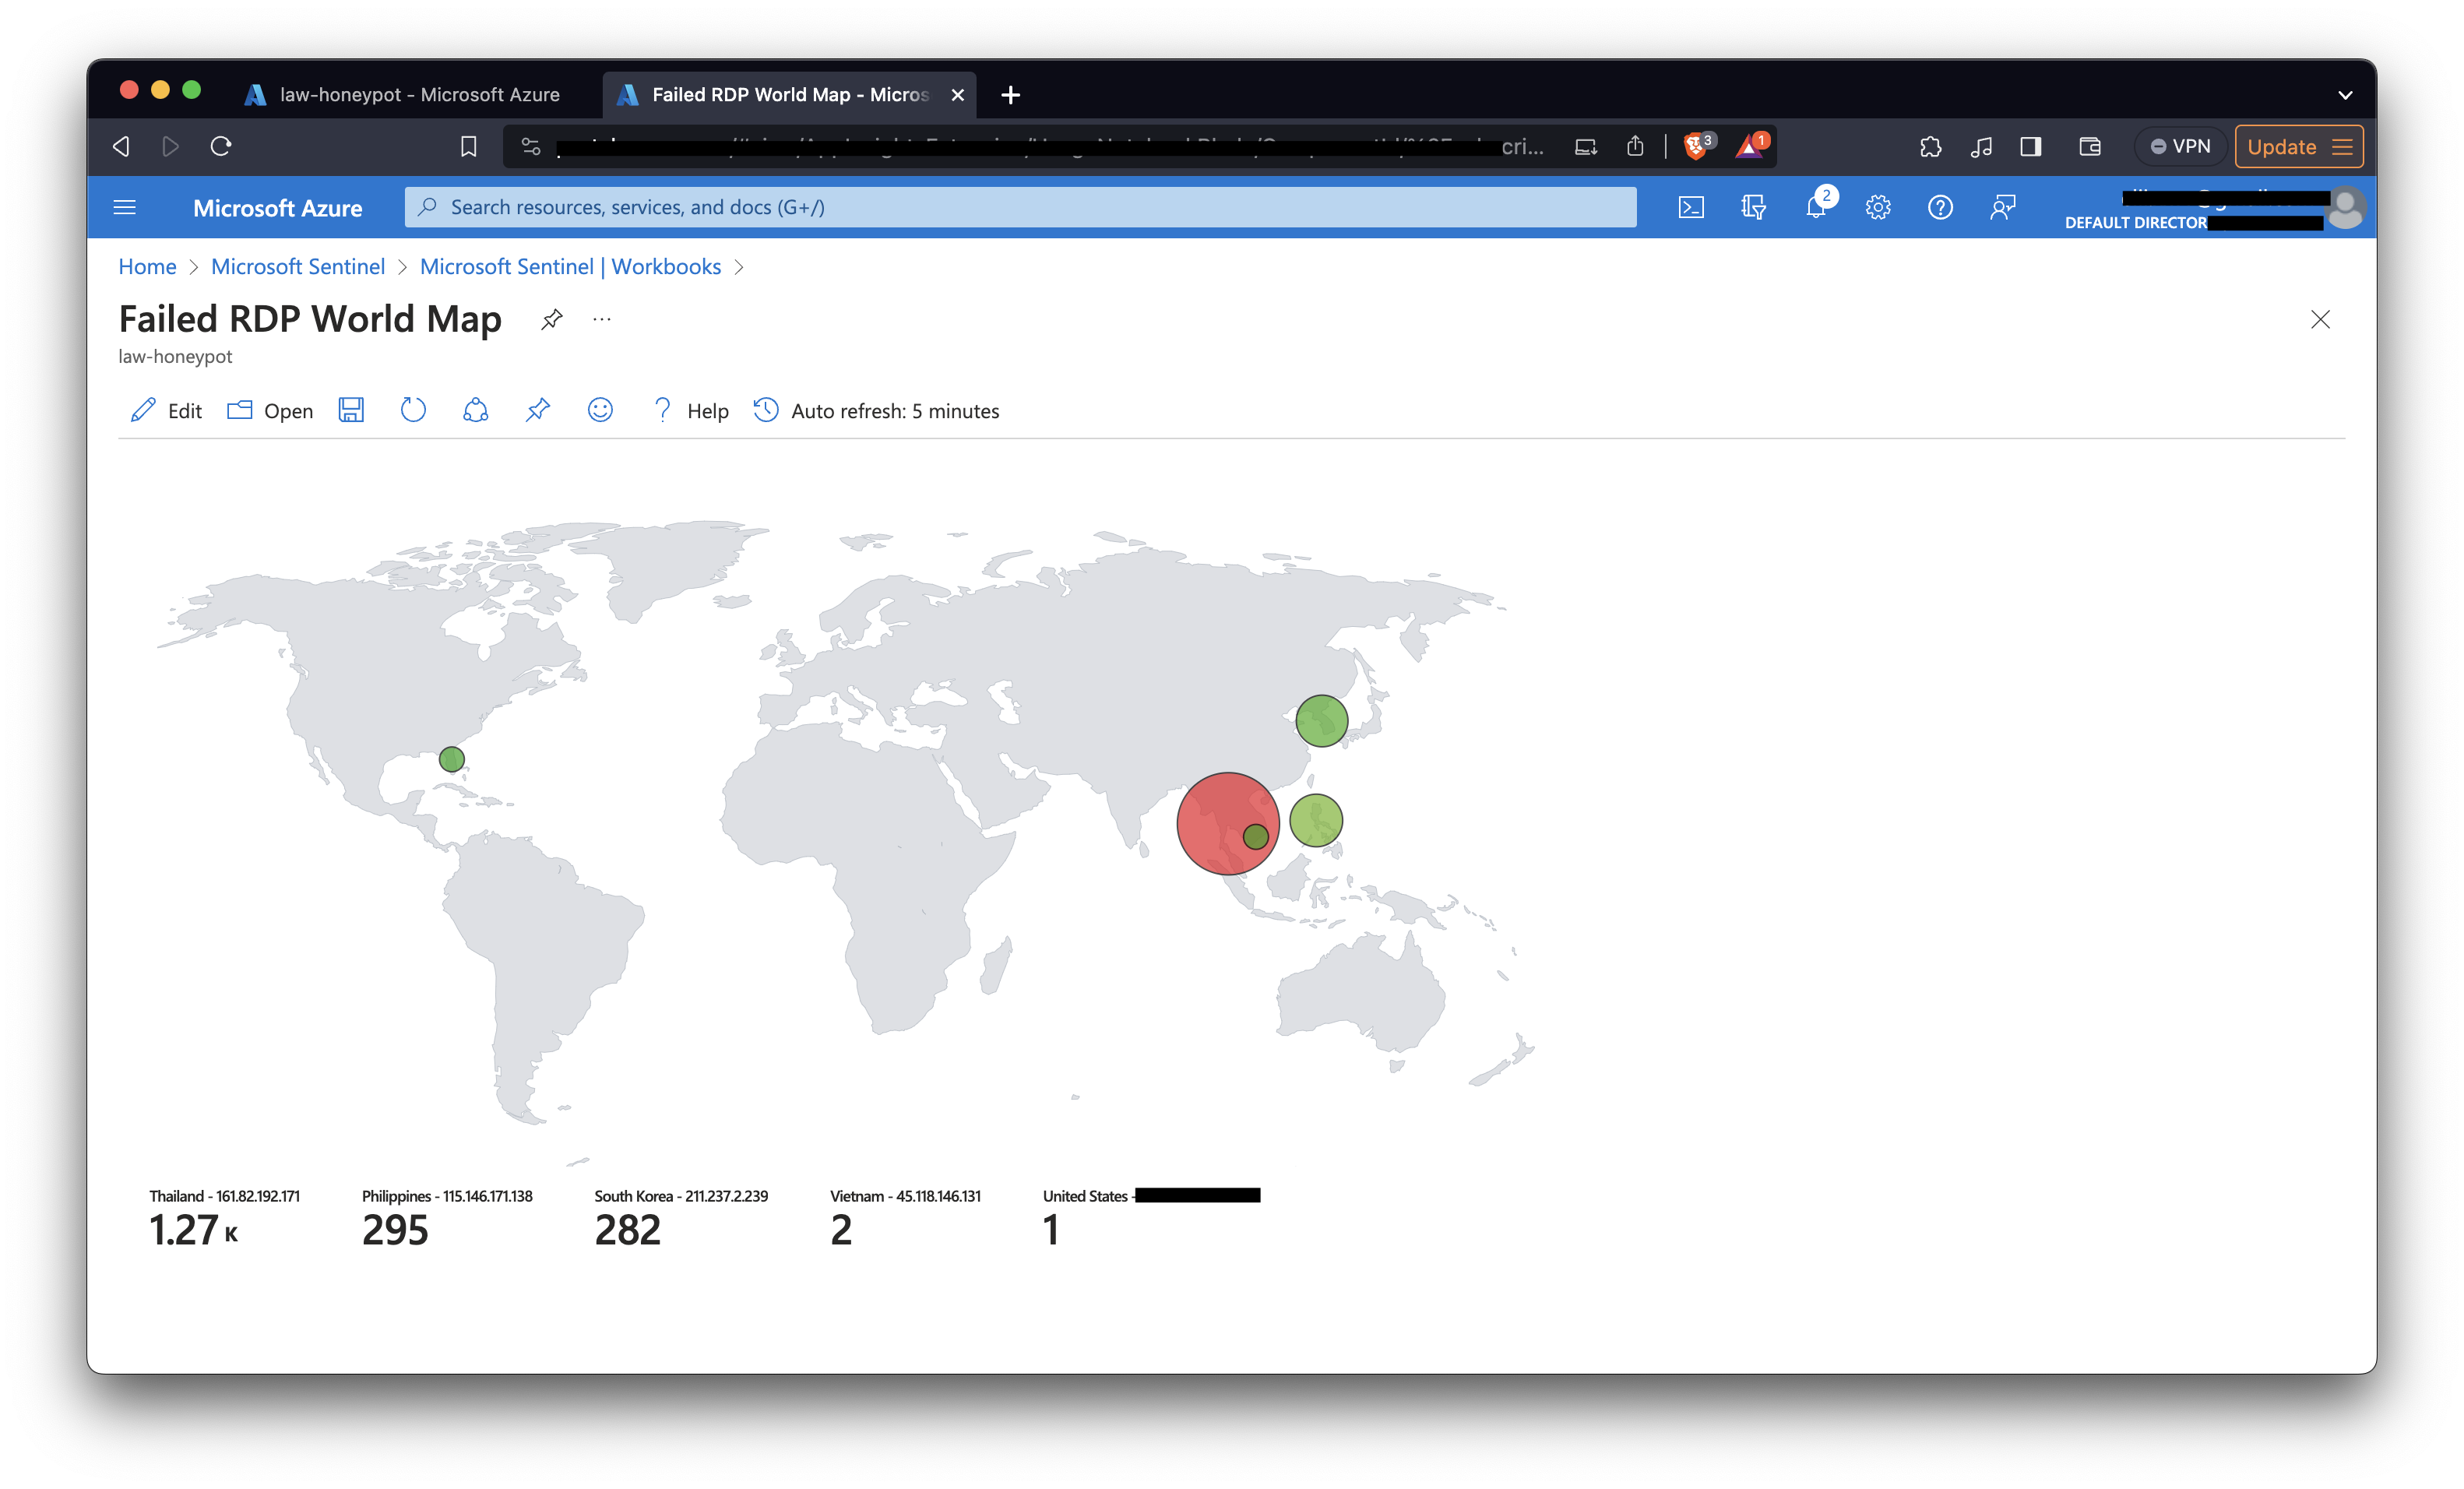 law-honeypot - Microsoft Azure
Failed RDP World Map - Micros
cri...
3
1
VPN
Update
Microsoft Azure
Search resources, services, and docs (G+/)
2
DEFAULT DIRECTOR
Home > Microsoft Sentinel > Microsoft Sentinel | Workbooks >
Failed RDP World Map
...
law-honeypot
Edit
Open
? Help
Auto refresh: 5 minutes
Thailand - 161.82.192.171
1.27 K
Philippines - 115.146.171.138
295
South Korea - 211.237.2.239
282
Vietnam - 45.118.146.131
2
United States -
1